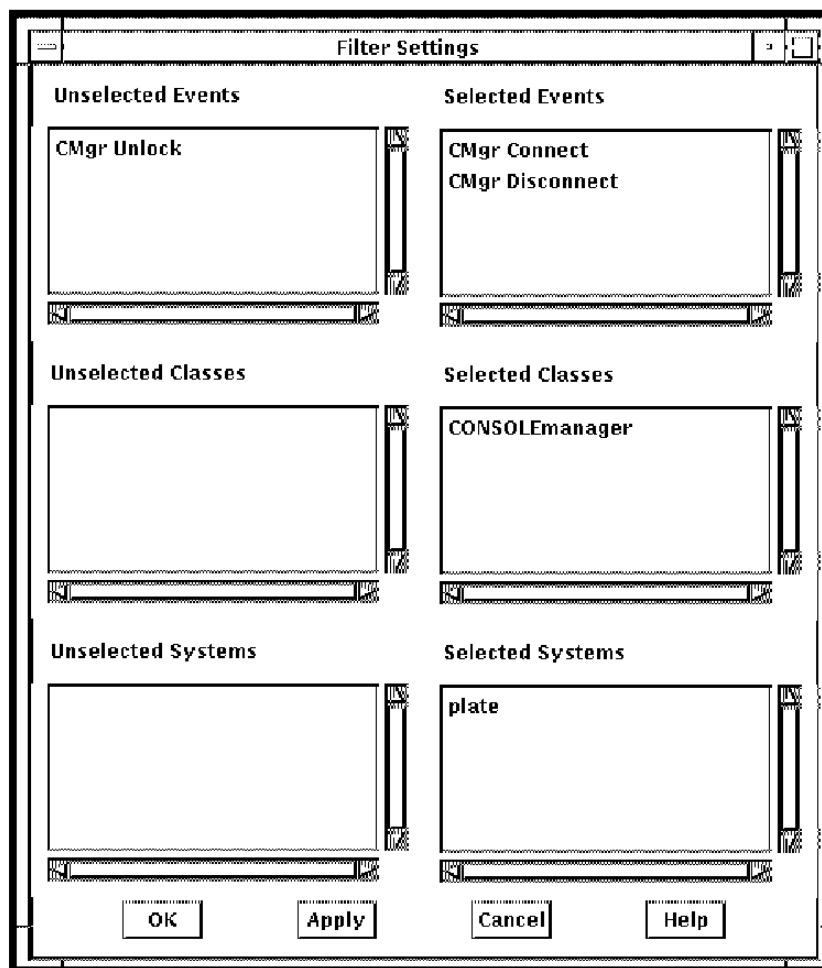 Filter Settings
Unselected Events
Selected Events
CMgr Unlock
CMgr Connect
CMgr Disconnect
Unselected Classes
Selected Classes
CONSOLEmanager
Unselected Systems
Selected Systems
plate
OK
Apply
Cancel
Help